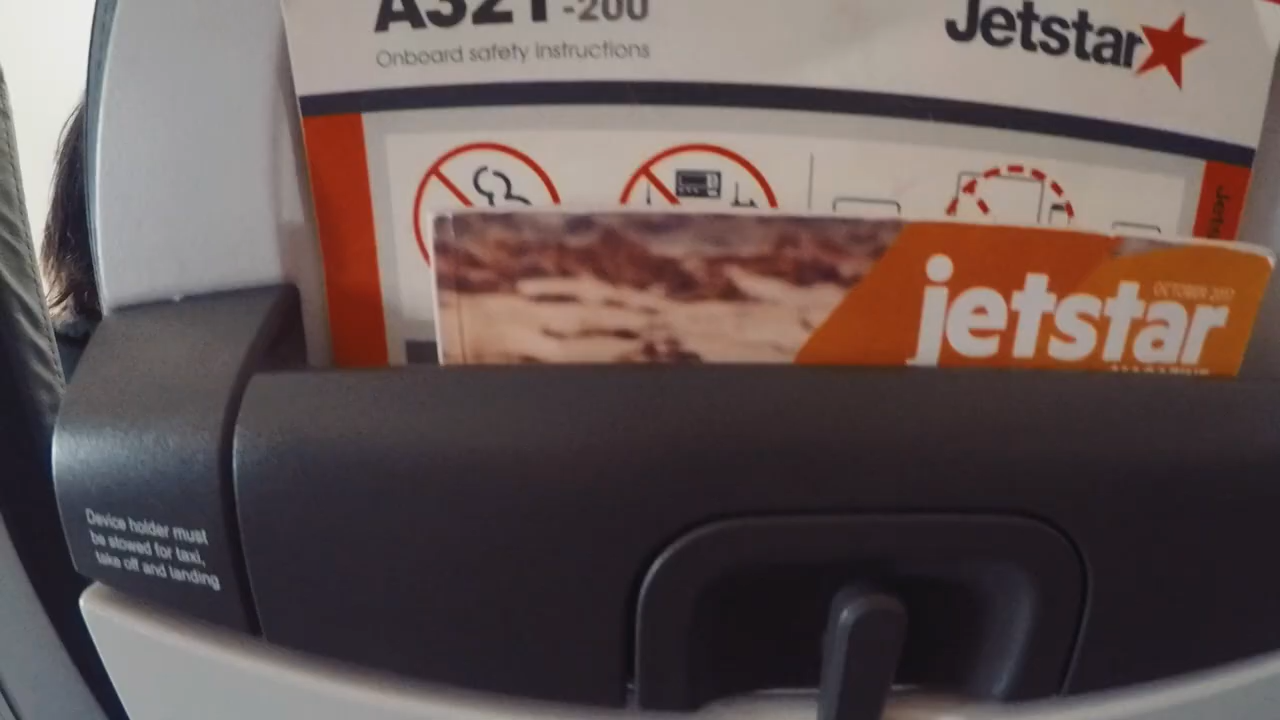 A321-200
Onboard safety instructions
Jetstar
jetstar
OCTOBER 2017
Device holder must
be stowed for taxi,
take off and landing